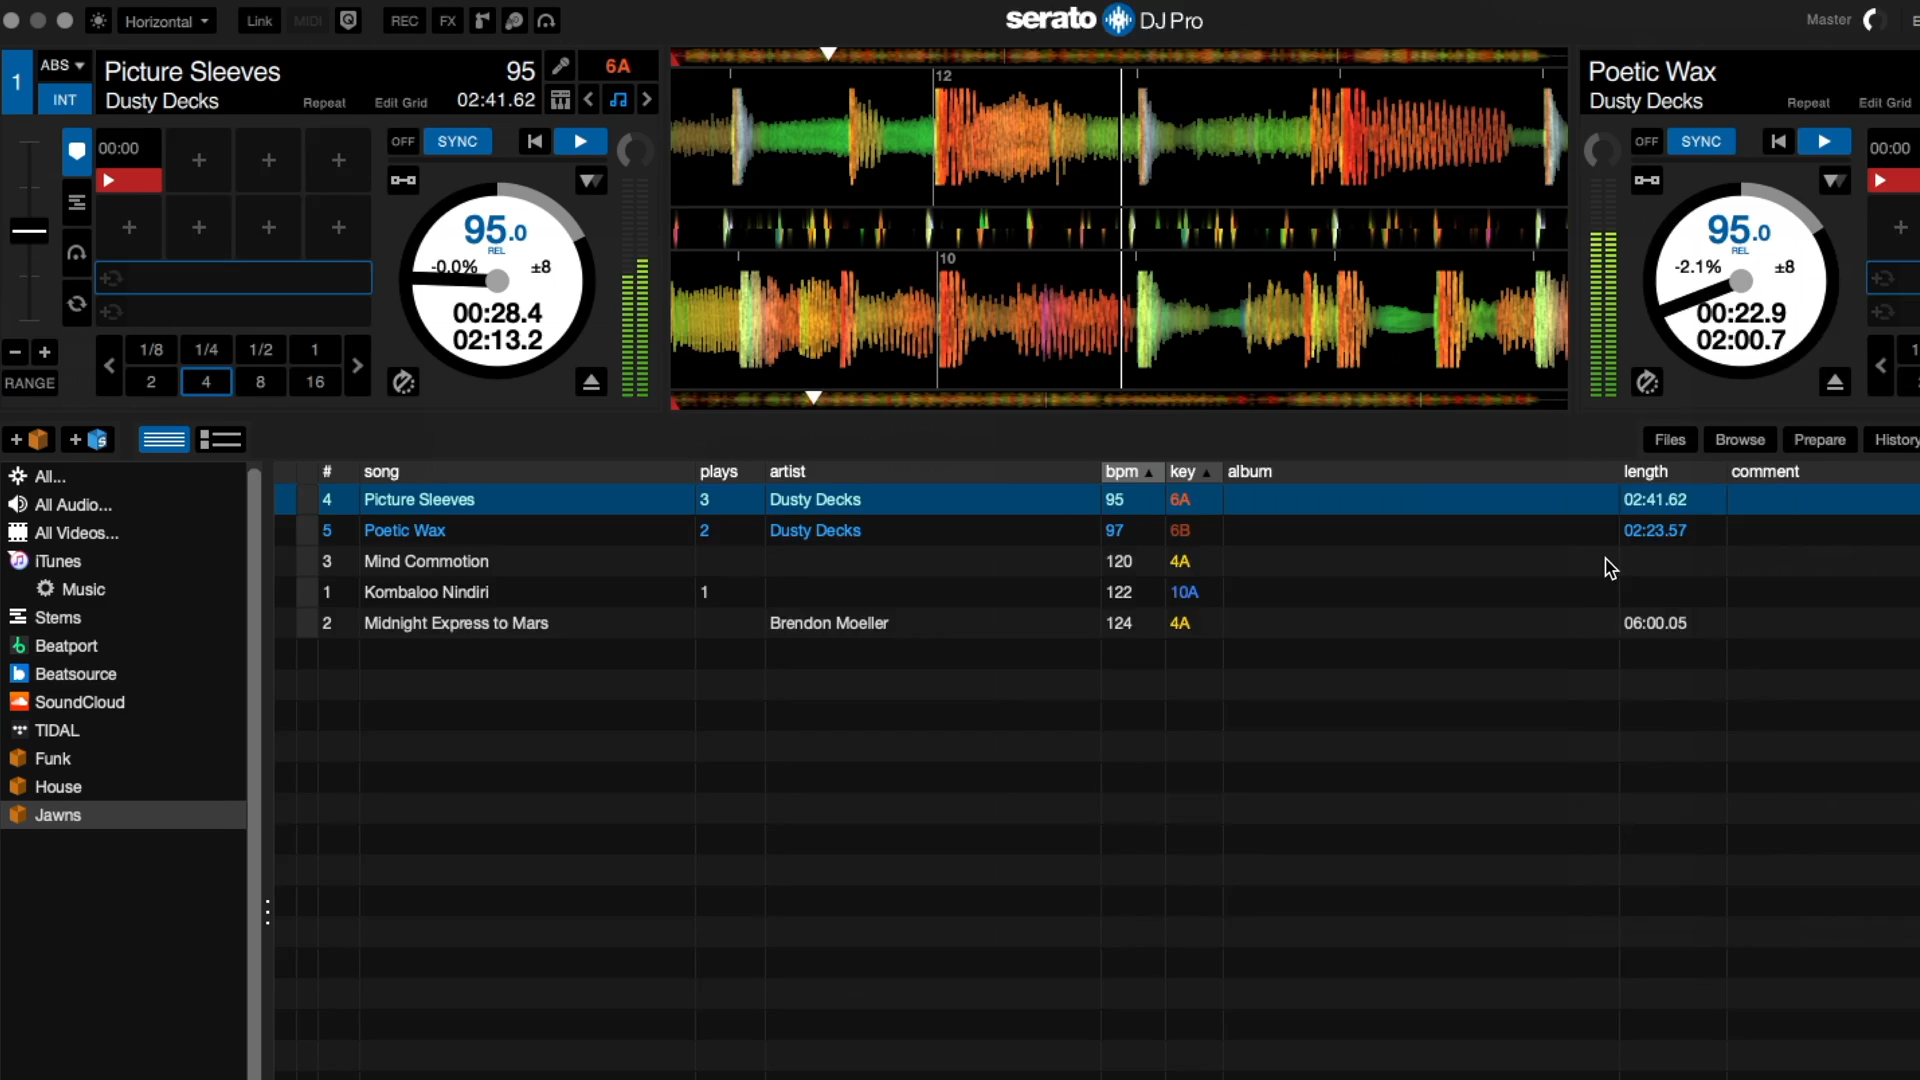 Horizontal
Link
MIDI
REC
FX
serato DJ Pro
Master
1
ABS
INT
Picture Sleeves
95
6A
Dusty Decks
Repeat
Edit Grid
02:41.62
00:00
OFF
SYNC
95.0
REL
-0.0%
±8
00:28.4
02:13.2
RANGE
1/8 1/4 1/2 1
2 4 8 16
12
10
Poetic Wax
Dusty Decks
Repeat
Edit Grid
OFF
SYNC
00:00
95.0
REL
-2.1%
±8
00:22.9
02:00.7
Files
Browse
Prepare
History
All...
All Audio...
All Videos...
iTunes
Music
Stems
Beatport
Beatsource
SoundCloud
TIDAL
Funk
House
Jawns
# song plays artist bpm key album length comment
4 Picture Sleeves 3 Dusty Decks 95 6A 02:41.62
5 Poetic Wax 2 Dusty Decks 97 6B 02:23.57
3 Mind Commotion 120 4A
1 Kombaloo Nindiri 1 122 10A
2 Midnight Express to Mars Brendon Moeller 124 4A 06:00.05